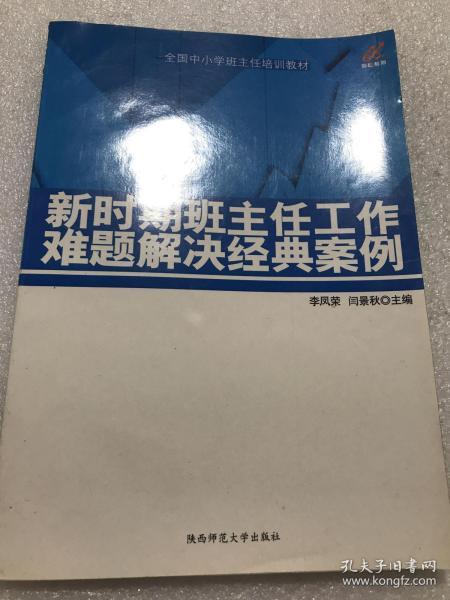 全国中小学班主任培训教材
新时期班主任工作
难题解决经典案例
李凤荣 闫景秋◎主编
陕西师范大学出版社
孔夫子旧书网
www.kongfz.com